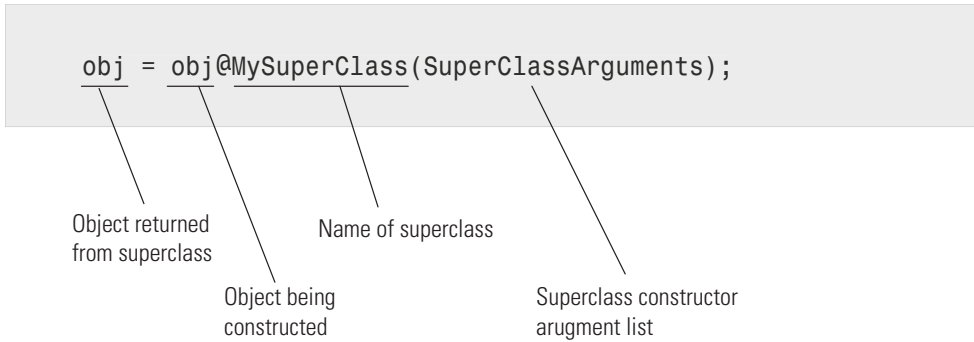 obj = obj@MySuperClass(SuperClassArguments);
Object returned
from superclass
Name of superclass
Object being
constructed
Superclass constructor
arugment list